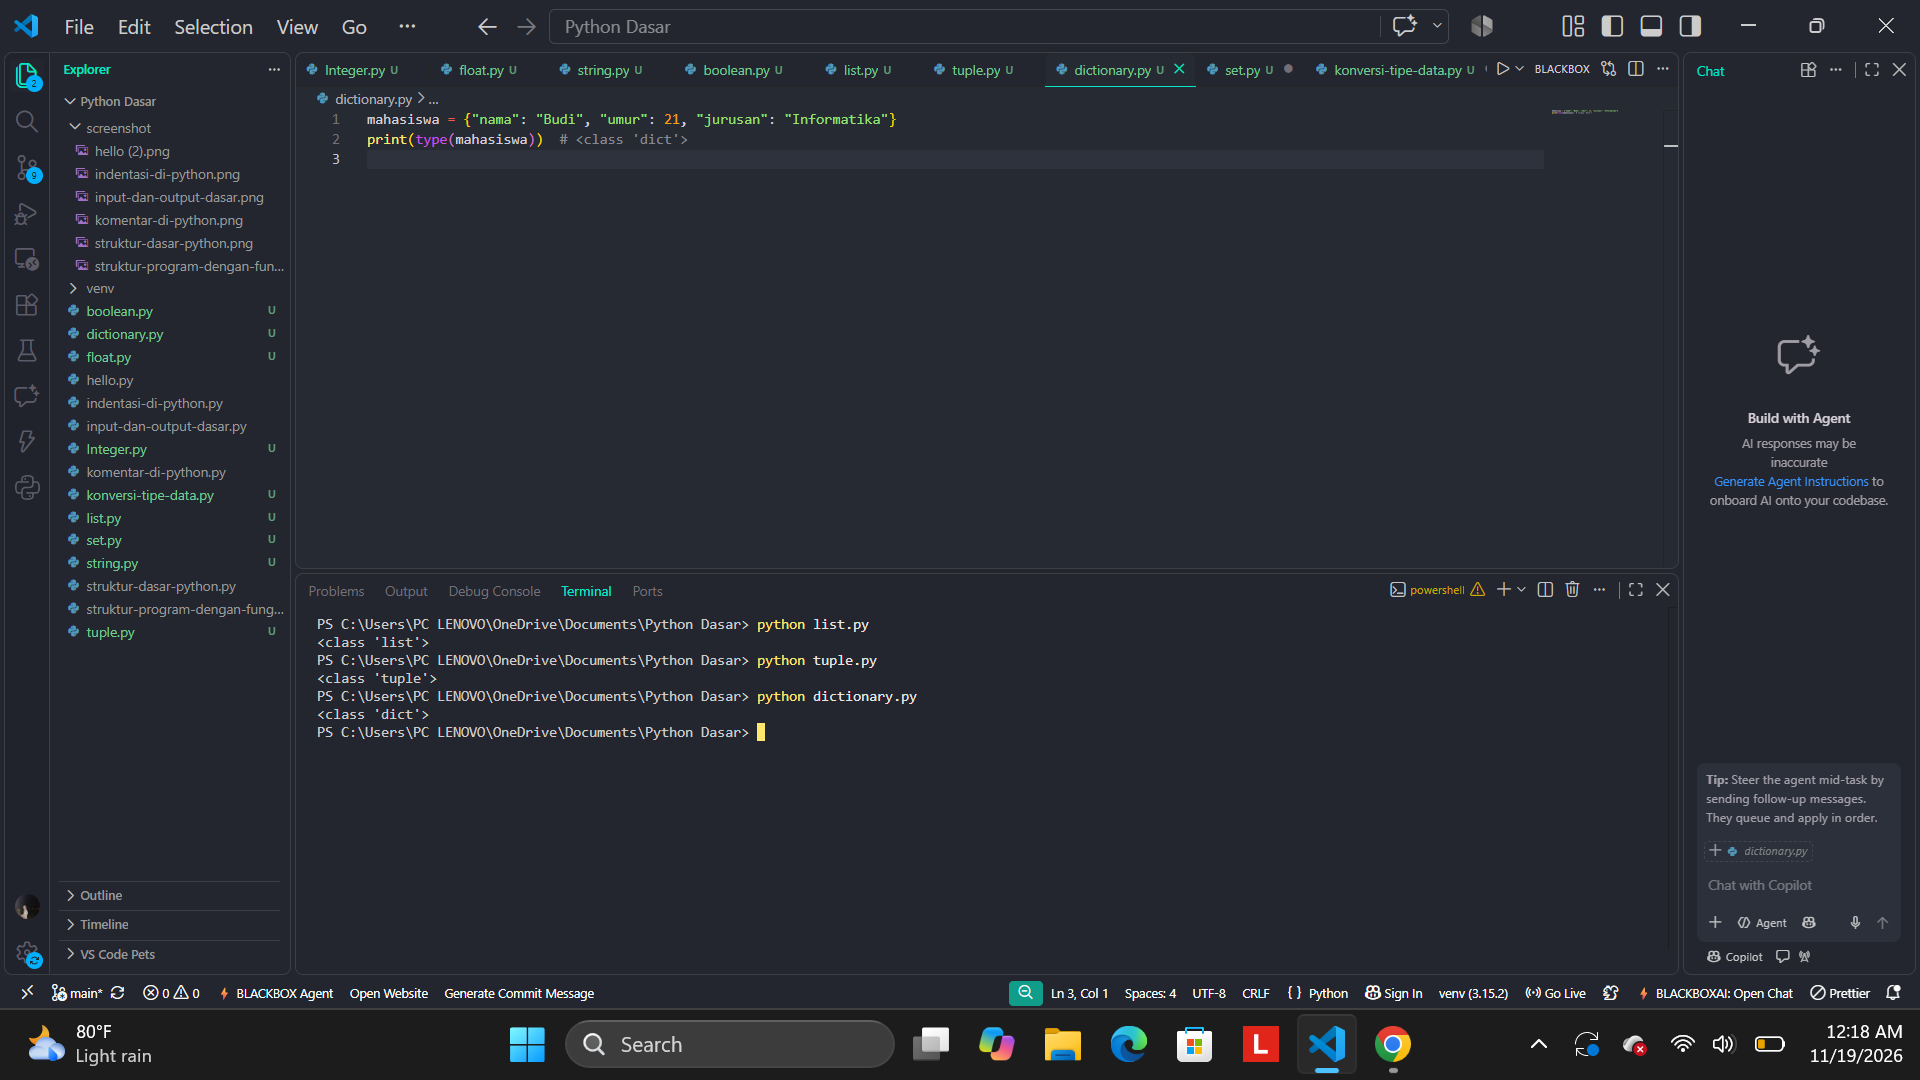 File Edit Selection View Go
Python Dasar
Explorer
Python Dasar
screenshot
hello (2).png
indentasi-di-python.png
input-dan-output-dasar.png
komentar-di-python.png
struktur-dasar-python.png
struktur-program-dengan-fun...
venv
boolean.py U
dictionary.py U
float.py U
hello.py
indentasi-di-python.py
input-dan-output-dasar.py
Integer.py U
komentar-di-python.py
konversi-tipe-data.py U
list.py U
set.py U
string.py U
struktur-dasar-python.py
struktur-program-dengan-fung...
tuple.py U
Outline
Timeline
VS Code Pets
2
9
Integer.py U float.py U string.py U boolean.py U list.py U tuple.py U dictionary.py U set.py U konversi-tipe-data.py U BLACKBOX
dictionary.py > ...
1 mahasiswa = {"nama": "Budi", "umur": 21, "jurusan": "Informatika"}
2 print(type(mahasiswa))  # <class 'dict'>
3
Problems Output Debug Console Terminal Ports
powershell
PS C:\Users\PC LENOVO\OneDrive\Documents\Python Dasar> python list.py
<class 'list'>
PS C:\Users\PC LENOVO\OneDrive\Documents\Python Dasar> python tuple.py
<class 'tuple'>
PS C:\Users\PC LENOVO\OneDrive\Documents\Python Dasar> python dictionary.py
<class 'dict'>
PS C:\Users\PC LENOVO\OneDrive\Documents\Python Dasar>
Chat
Build with Agent
AI responses may be
inaccurate
Generate Agent Instructions to
onboard AI onto your codebase.
Tip: Steer the agent mid-task by
sending follow-up messages.
They queue and apply in order.
dictionary.py
Chat with Copilot
Agent
Copilot
main* 0 0 BLACKBOX Agent Open Website Generate Commit Message
Ln 3, Col 1 Spaces: 4 UTF-8 CRLF { } Python Sign In venv (3.15.2) Go Live BLACKBOXAI: Open Chat Prettier
80°F
Light rain
Search
L
12:18 AM
11/19/2026